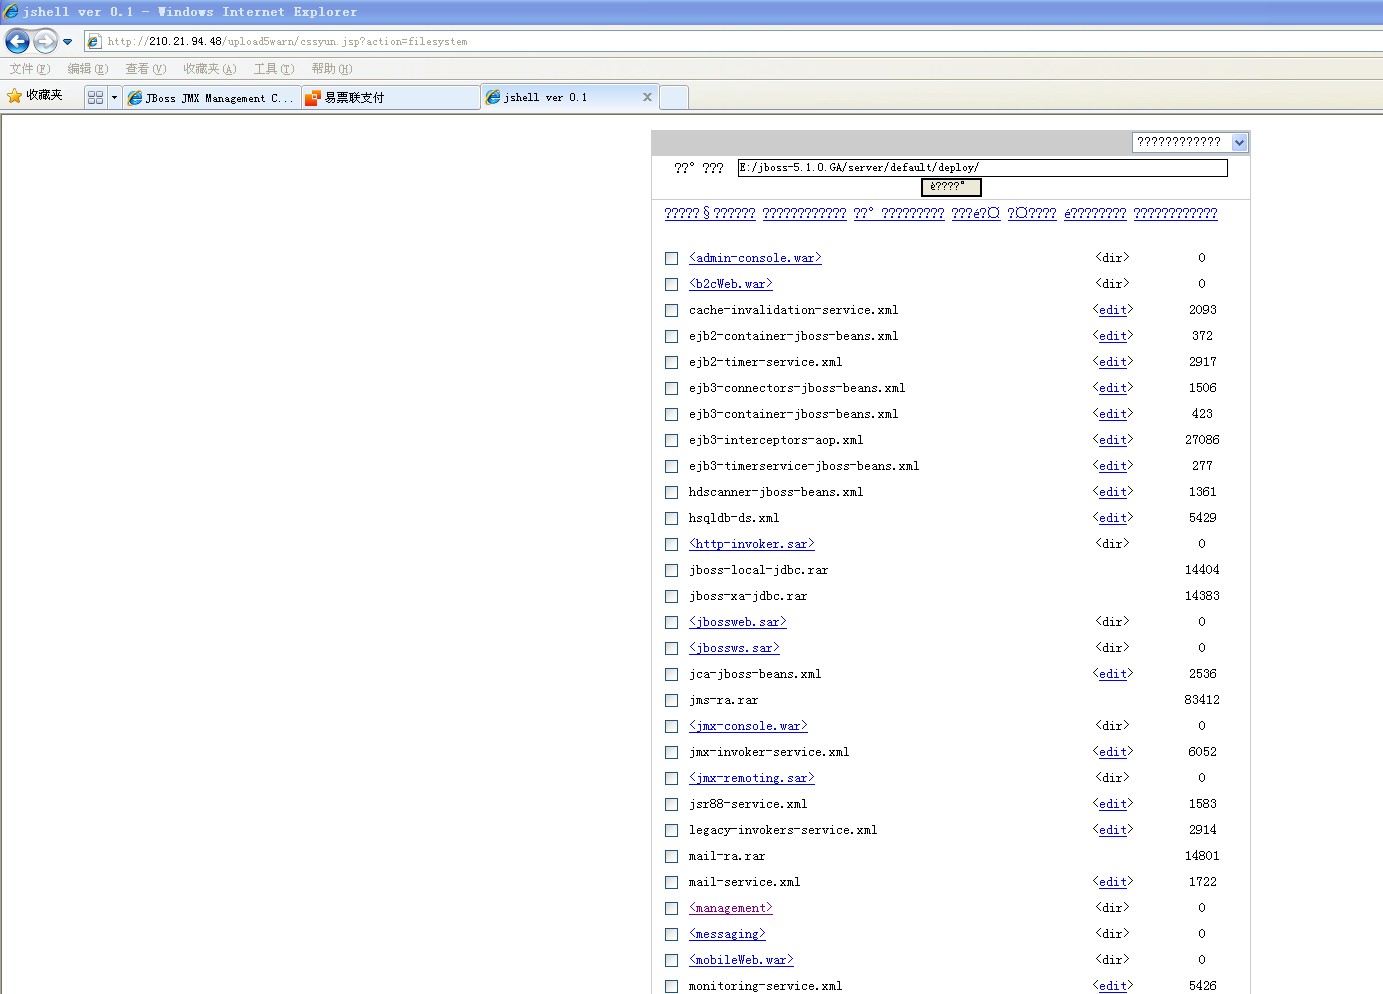 jshell ver 0.1 - Windows Internet Explorer
http://210.21.94.48/upload5warn/cssyun.jsp?action=filesystem
文件(F) 编辑(E) 查看(V) 收藏夹(A) 工具(T) 帮助(H)
收藏夹 JBoss JMX Management C... 易票联支付 jshell ver 0.1
????????????
??° ??? E:/jboss-5.1.0.GA/server/default/deploy/
è????°
?????§?????? ???????????? ??° ????????? ???é?¤ ?¤???? é???????? ????????????
<admin-console.war> <dir> 0
<b2cWeb.war> <dir> 0
cache-invalidation-service.xml <edit> 2093
ejb2-container-jboss-beans.xml <edit> 372
ejb2-timer-service.xml <edit> 2917
ejb3-connectors-jboss-beans.xml <edit> 1506
ejb3-container-jboss-beans.xml <edit> 423
ejb3-interceptors-aop.xml <edit> 27086
ejb3-timerservice-jboss-beans.xml <edit> 277
hdscanner-jboss-beans.xml <edit> 1361
hsqldb-ds.xml <edit> 5429
<http-invoker.sar> <dir> 0
jboss-local-jdbc.rar 14404
jboss-xa-jdbc.rar 14383
<jbossweb.sar> <dir> 0
<jbossws.sar> <dir> 0
jca-jboss-beans.xml <edit> 2536
jms-ra.rar 83412
<jmx-console.war> <dir> 0
jmx-invoker-service.xml <edit> 6052
<jmx-remoting.sar> <dir> 0
jsr88-service.xml <edit> 1583
legacy-invokers-service.xml <edit> 2914
mail-ra.rar 14801
mail-service.xml <edit> 1722
<management> <dir> 0
<messaging> <dir> 0
<mobileWeb.war> <dir> 0
monitoring-service.xml <edit> 5426